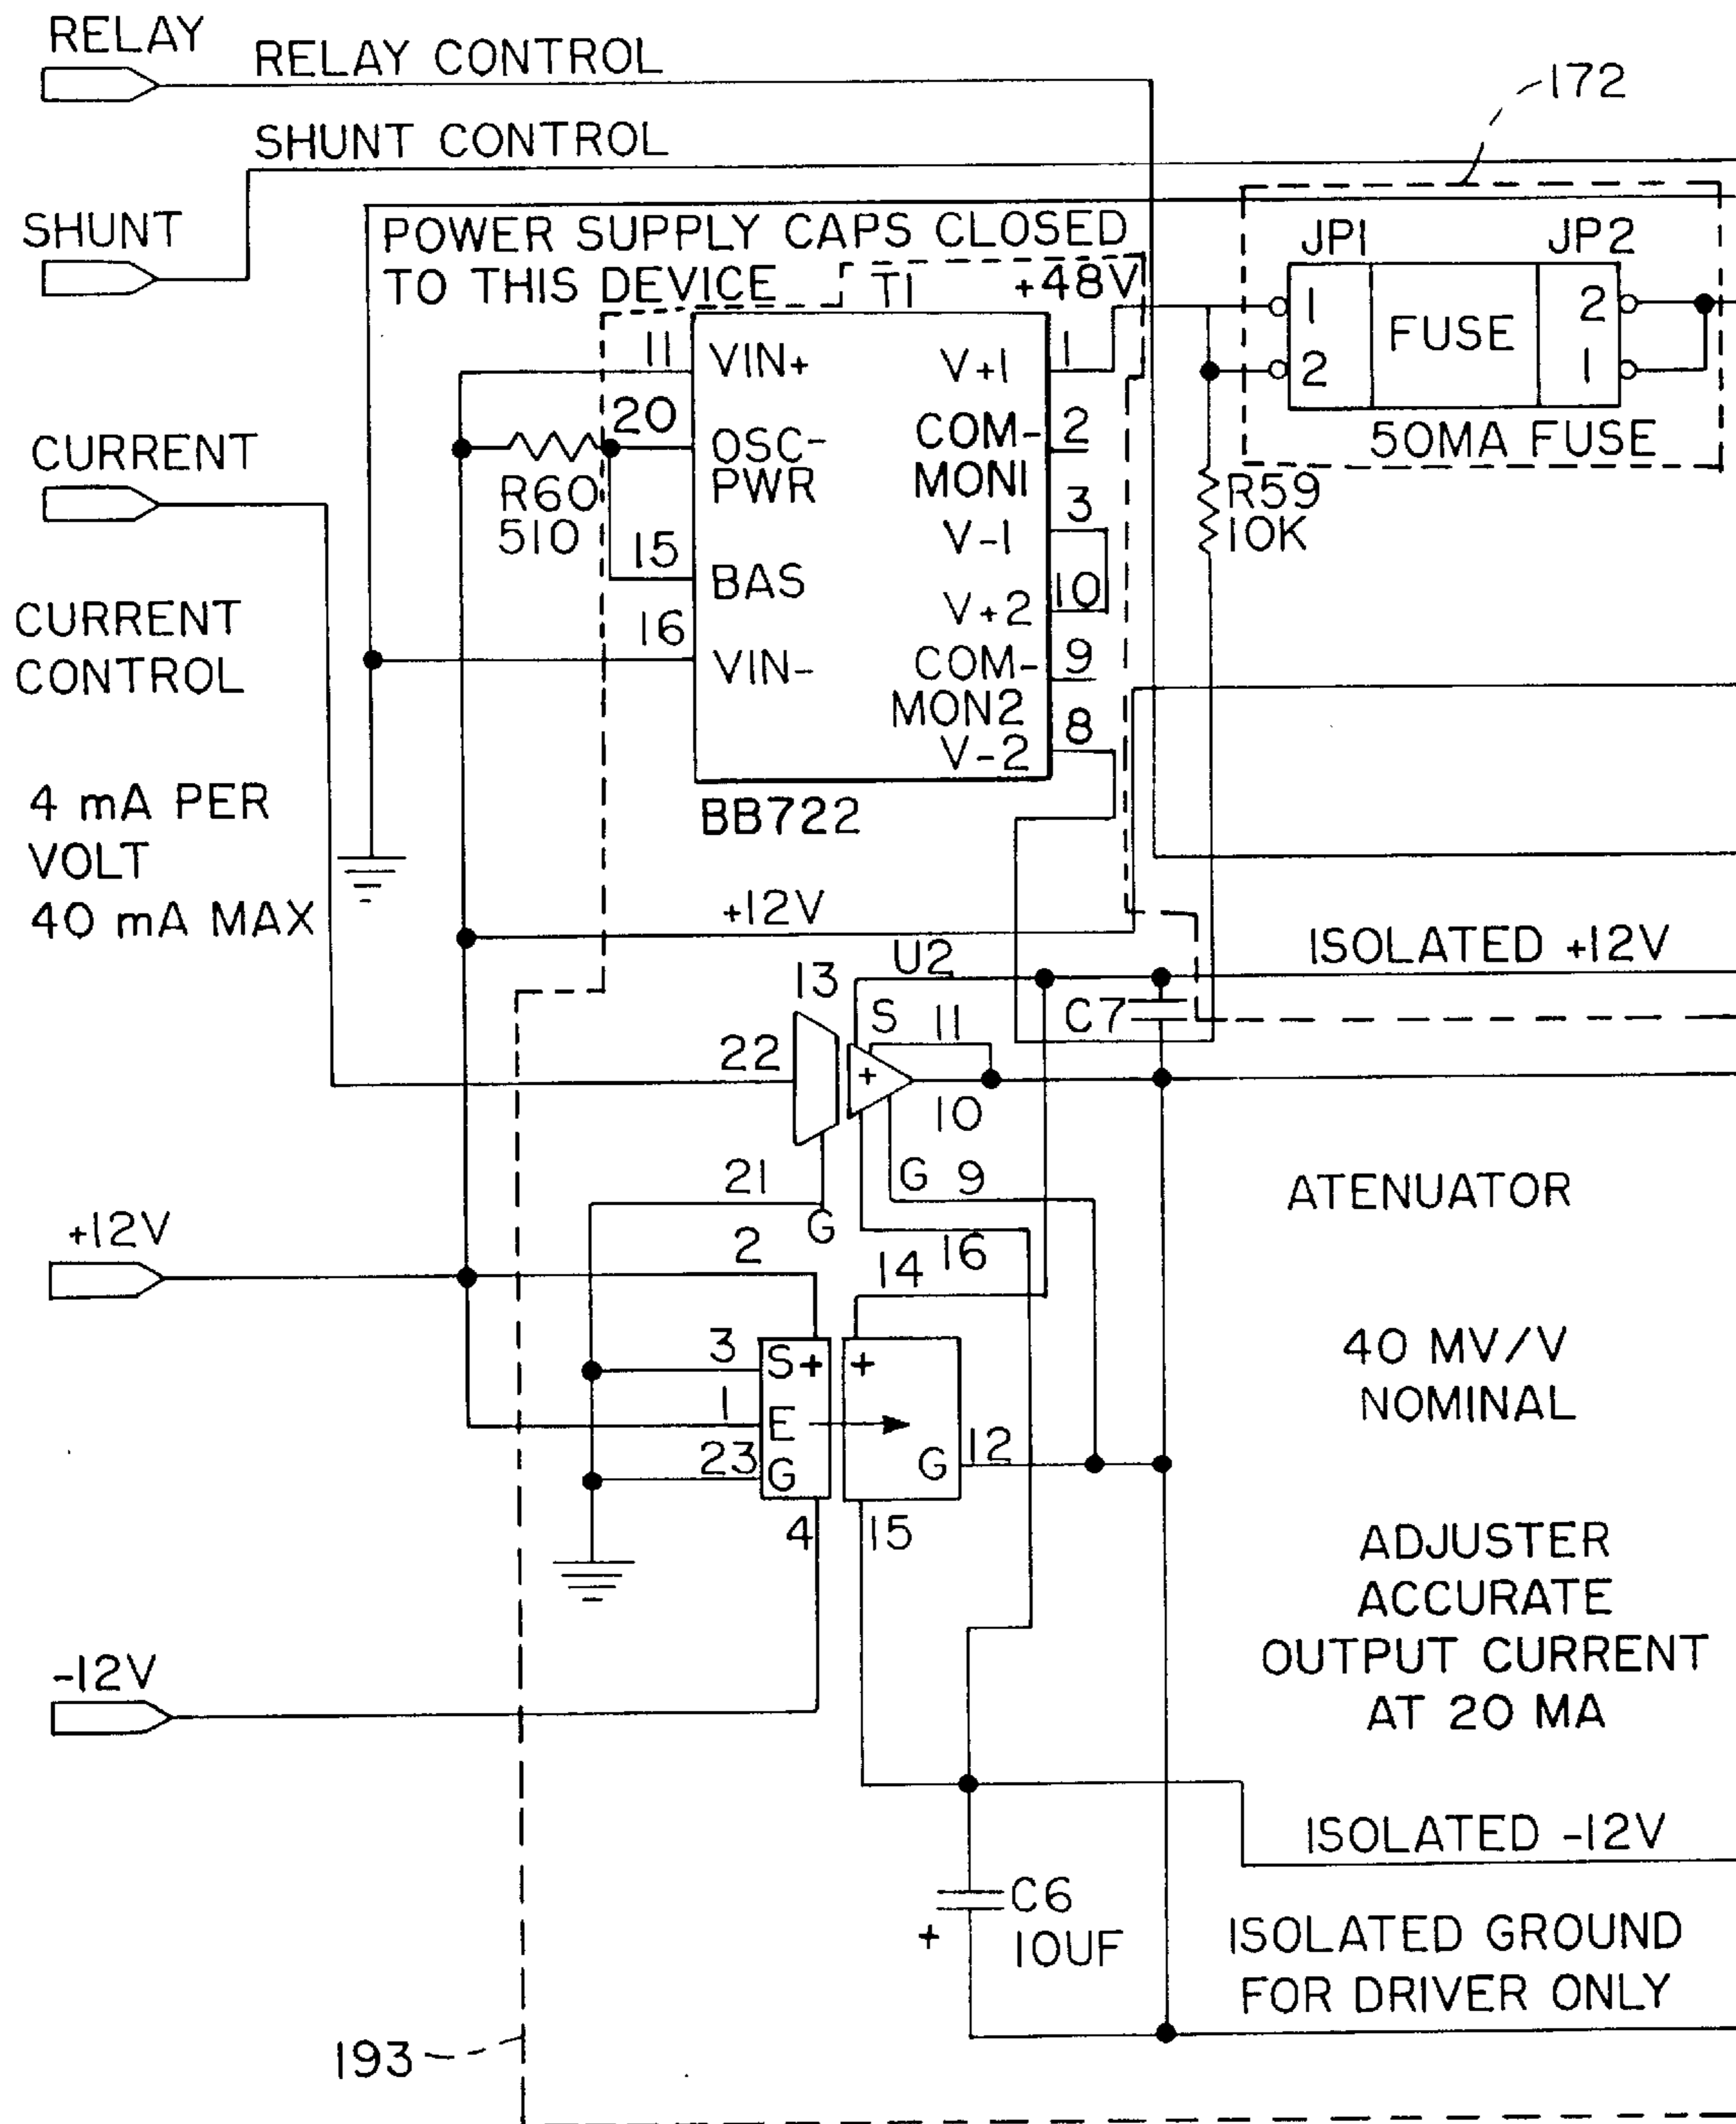 RELAY
RELAY CONTROL
172
SHUNT CONTROL
SHUNT
POWER SUPPLY CAPS CLOSED
TO THIS DEVICE
T1
+48V
JP1
JP2
1
FUSE
2
2
1
50MA FUSE
11
VIN+
V+1
1
20
OSC-
PWR
COM-
MON1
2
R60
510
R59
10K
3
V-1
15
BAS
V+2
10
16
VIN-
COM-
MON2
9
8
V-2
BB722
CURRENT
CURRENT
CONTROL
4 mA PER
VOLT
40 mA MAX
+12V
ISOLATED +12V
U2
13
S
11
C7
22
+
10
21
G
G
9
ATENUATOR
+12V
2
16
14
3
S+
+
1
E
23
G
G
12
4
15
40 MV/V
NOMINAL
ADJUSTER
ACCURATE
OUTPUT CURRENT
AT 20 MA
-12V
ISOLATED -12V
C6
+
10UF
ISOLATED GROUND
FOR DRIVER ONLY
193